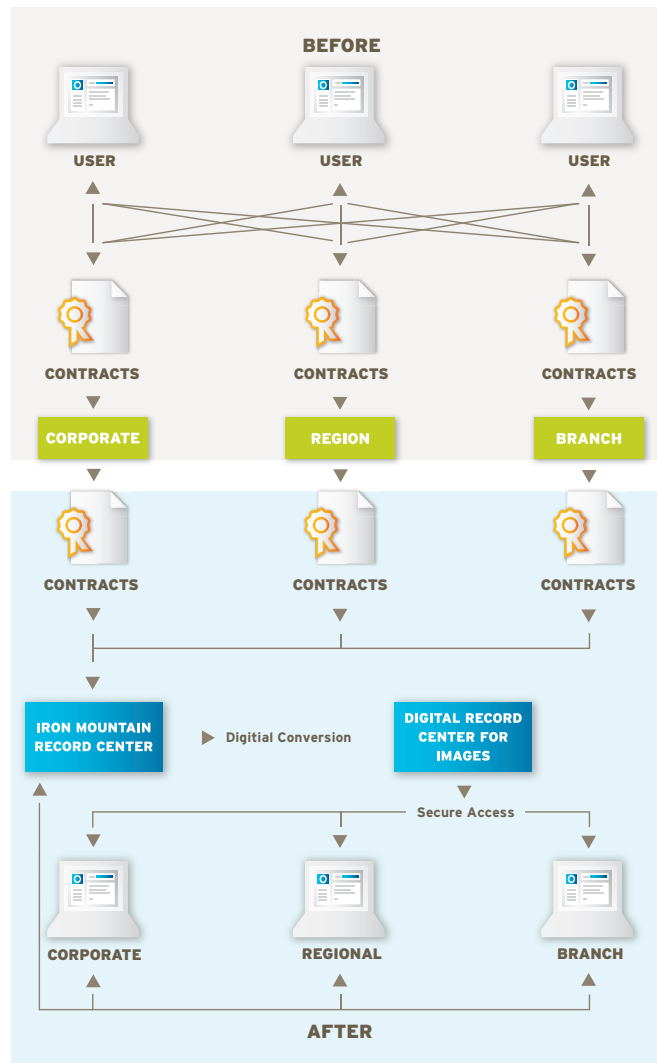 BEFORE
USER
USER
USER
CONTRACTS
CONTRACTS
CONTRACTS
CORPORATE
REGION
BRANCH
CONTRACTS
CONTRACTS
CONTRACTS
IRON MOUNTAIN
RECORD CENTER
Digitial Conversion
DIGITAL RECORD
CENTER FOR
IMAGES
Secure Access
CORPORATE
REGIONAL
BRANCH
AFTER